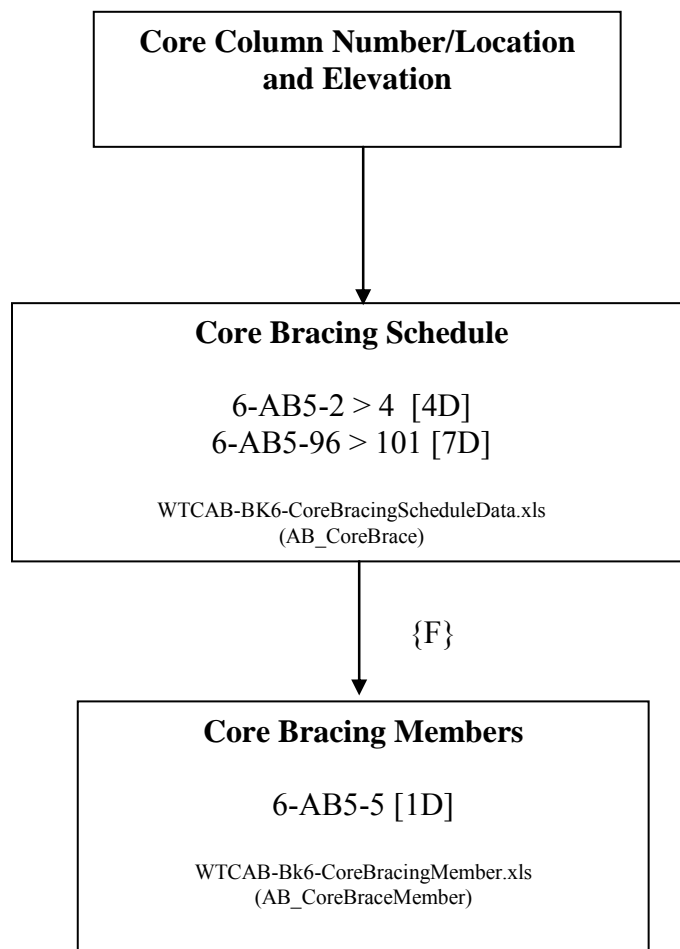 Core Column Number/Location
and Elevation
Core Bracing Schedule
6-AB5-2 > 4 [4D]
6-AB5-96 > 101 [7D]
WTCAB-BK6-CoreBracingScheduleData.xls
(AB_CoreBrace)
{F}
Core Bracing Members
6-AB5-5 [1D]
WTCAB-Bk6-CoreBracingMember.xls
(AB_CoreBraceMember)